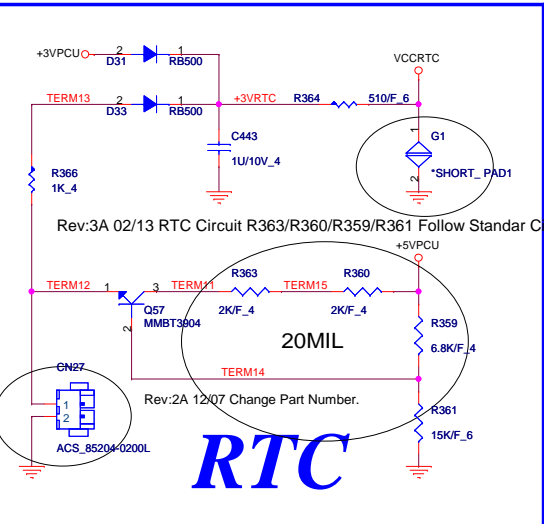 +3VPCU
2
1
D31
RB500
VCCRTC
TERM13
2
1
D33
RB500
+3VRTC
R364
510/F_6
C443
1U/10V_4
1
G1
2
*SHORT_ PAD1
R366
1K_4
Rev:3A 02/13 RTC Circuit R363/R360/R359/R361 Follow Standar C
+5VPCU
TERM12
1
3
TERM11
R363
TERM15
R360
Q57
MMBT3904
2
2K/F_4
2K/F_4
R359
6.8K/F_4
20MIL
TERM14
CN27
1
2
ACS_85204-0200L
Rev:2A 12/07 Change Part Number.
R361
15K/F_6
RTC